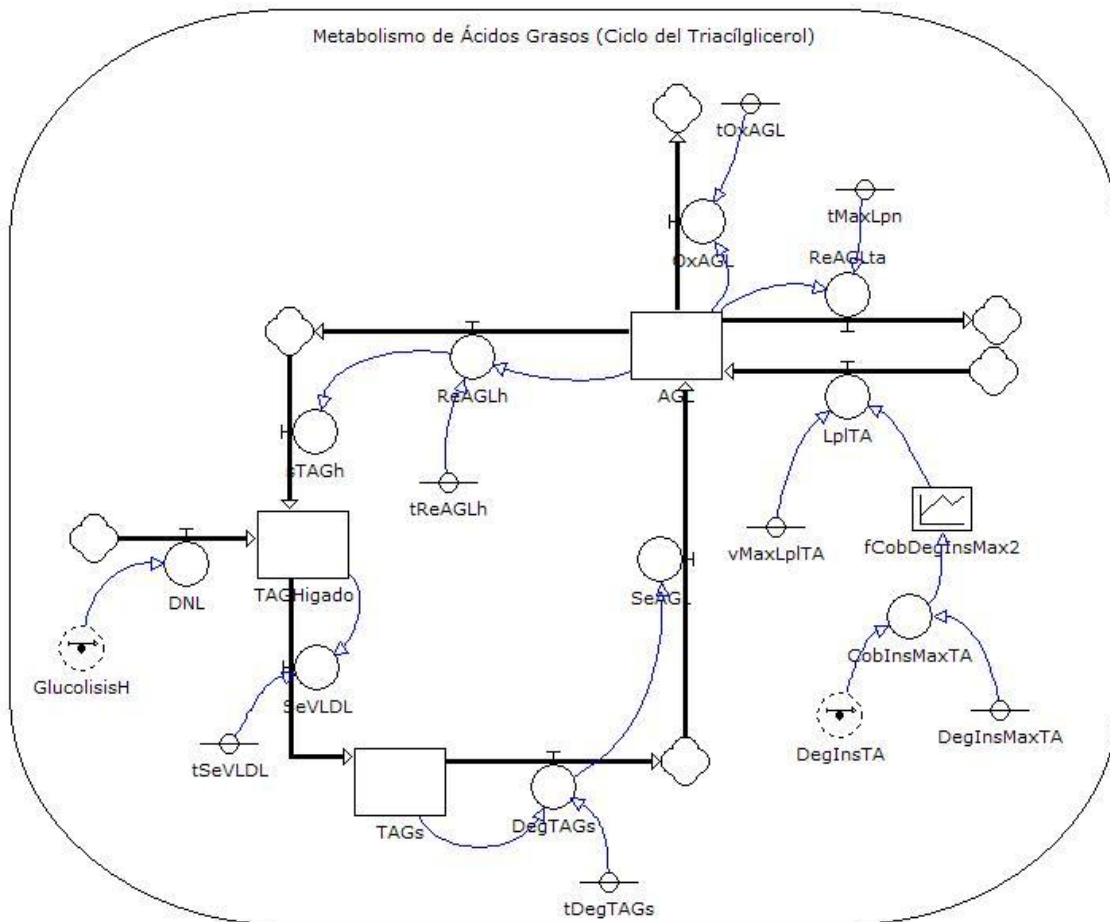 Metabolismo de Ácidos Grasos (Ciclo del Triacílglicerol)
tOxAGL
tMaxLpn
OxAGL
ReAGLta
AGL
ReAGLh
LplTA
sTAGh
tReAGLh
vMaxLplTA
fCobDegInsMax2
TAGHigado
DNL
SeAGL
CobInsMaxTA
GlucolisisH
SeVLDL
tSeVLDL
DegInsTA
DegInsMaxTA
TAGs
DegTAGs
tDegTAGs